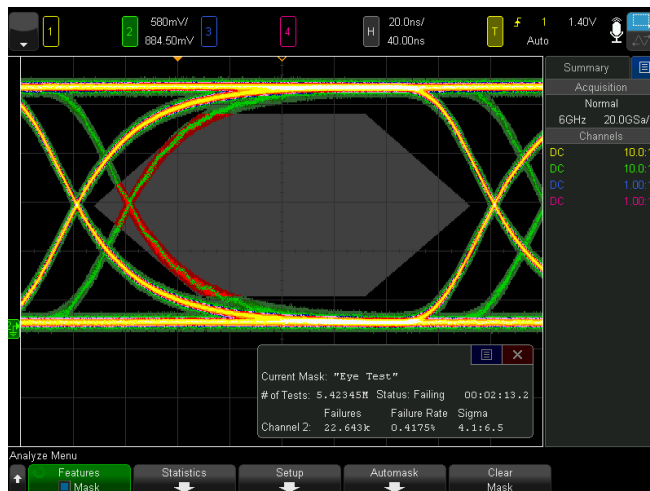 1
2
580mV/
884.50mV
3
4
H
20.0ns/
40.00ns
T
1
1.40V
Auto
Summary
Acquisition
Normal
6GHz 20.0GSa/
Channels
DC 10.0:
DC 10.0:
DC 1.00:
DC 1.00:
Current Mask: "Eye Test"
# of Tests: 5.42345M Status: Failing 00:02:13.2
Failures Failure Rate Sigma
Channel 2: 22.643k 0.4175% 4.1:6.5
Analyze Menu
Features
Mask
Statistics
Setup
Automask
Clear
Mask